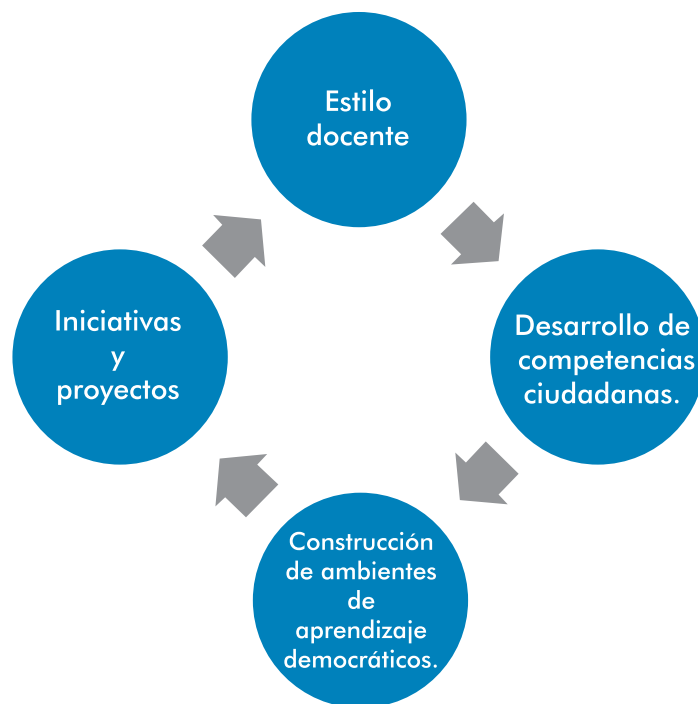 Estilo
docente
Desarrollo de
competencias
ciudadanas.
Construcción
de ambientes
de
aprendizaje
democráticos.
Iniciativas
y
proyectos